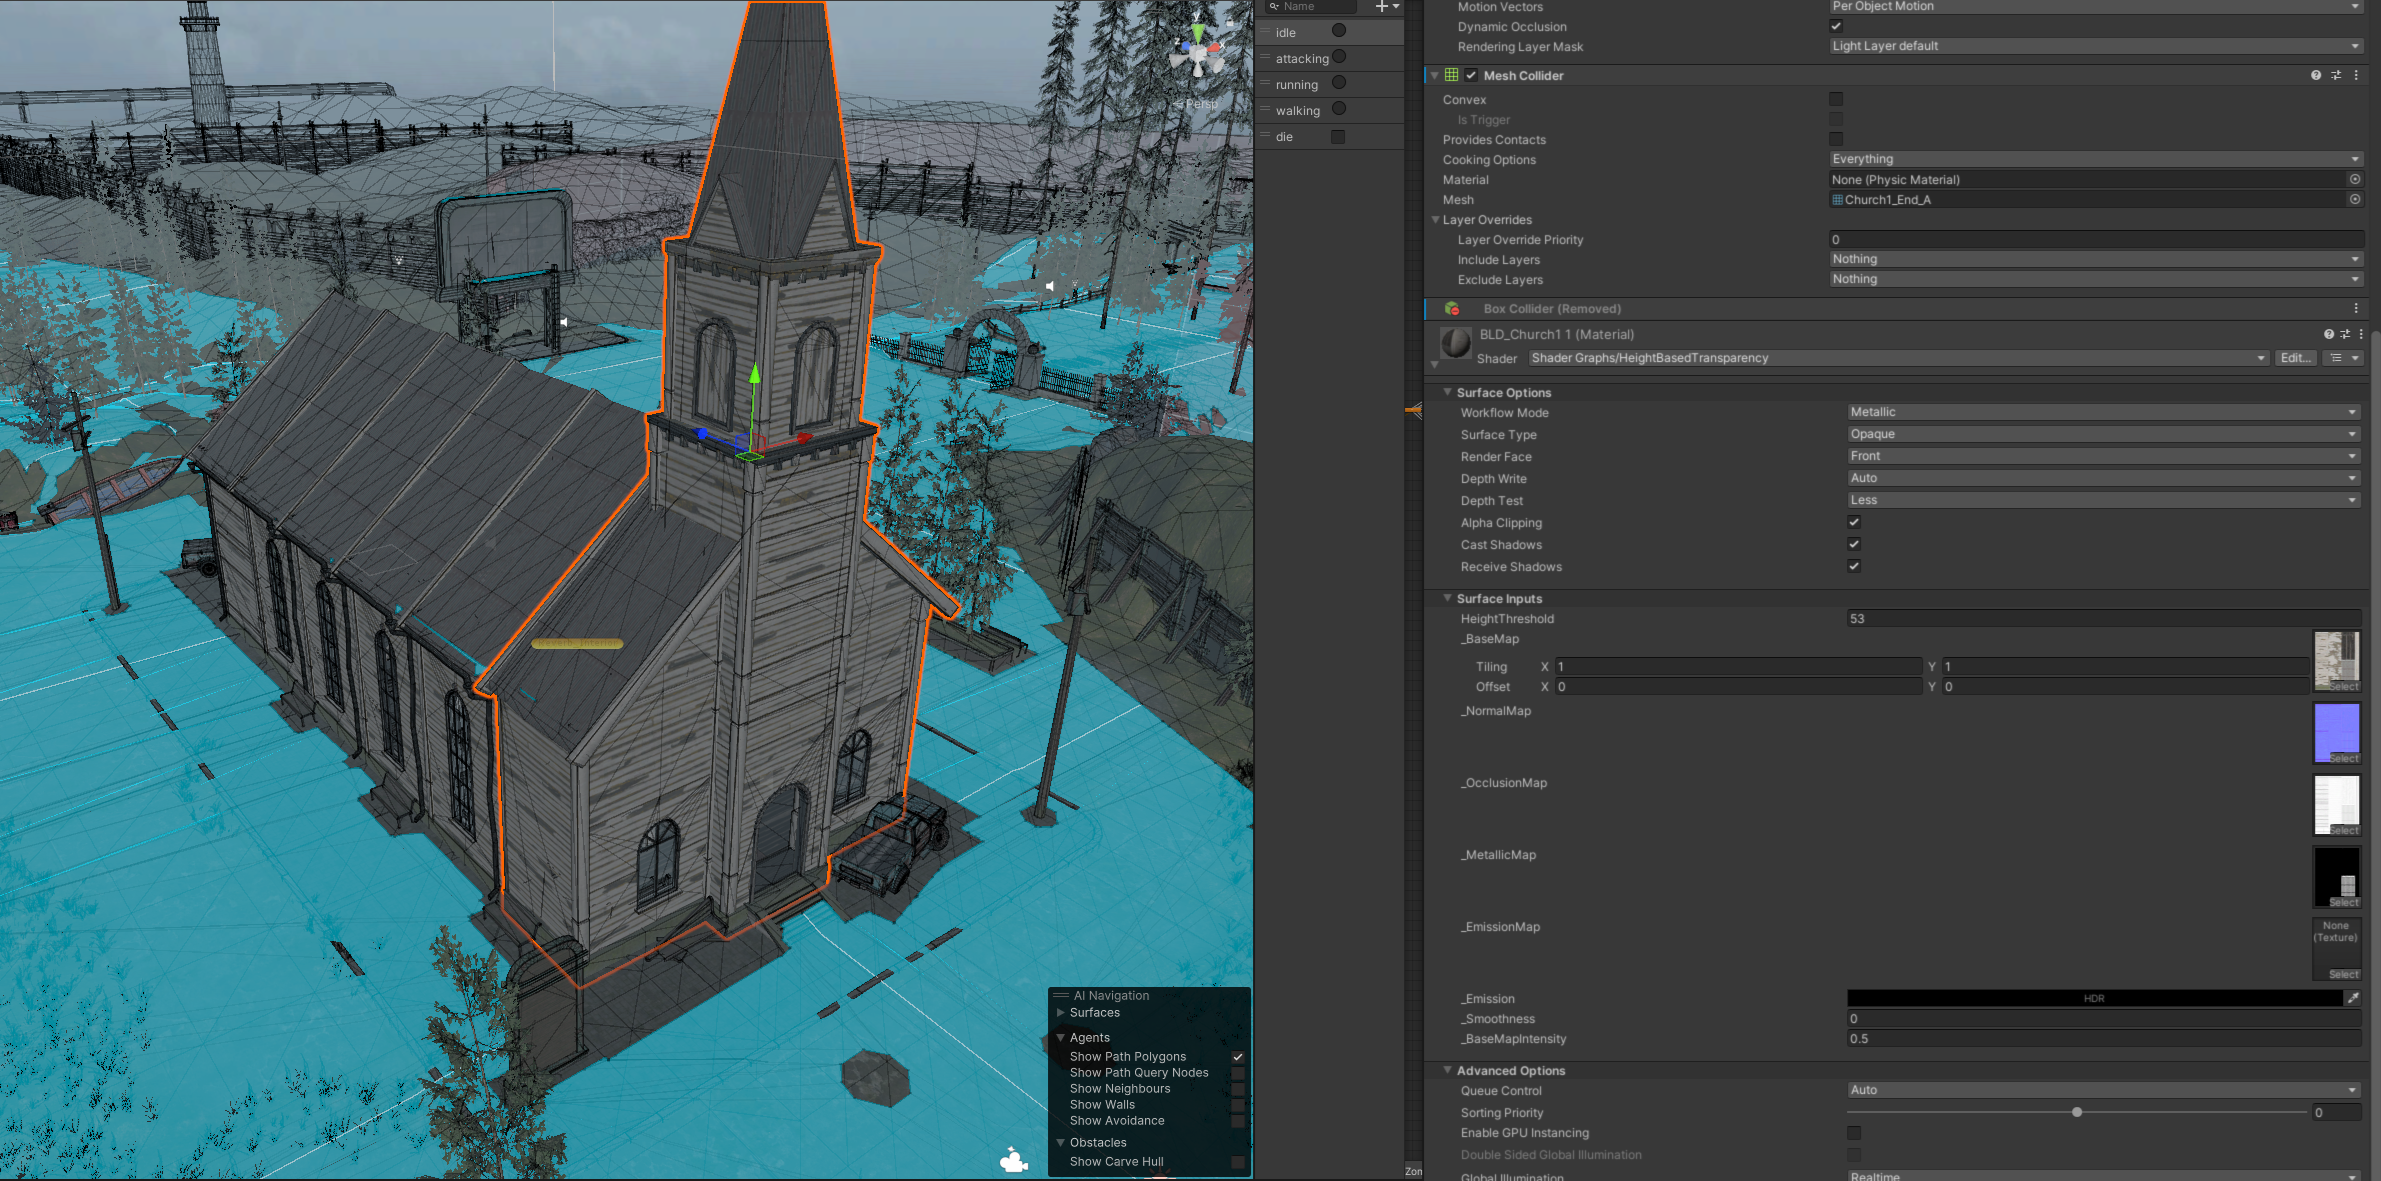 y
z
x
Persp
Reverb_Interior
AI Navigation
Surfaces
Agents
Show Path Polygons
Show Path Query Nodes
Show Neighbours
Show Walls
Show Avoidance
Obstacles
Show Carve Hull
Name
idle
attacking
running
walking
die
Zon
Motion Vectors Per Object Motion
Dynamic Occlusion
Rendering Layer Mask Light Layer default
Mesh Collider
Convex
Is Trigger
Provides Contacts
Cooking Options Everything
Material None (Physic Material)
Mesh Church1_End_A
Layer Overrides
Layer Override Priority 0
Include Layers Nothing
Exclude Layers Nothing
Box Collider (Removed)
BLD_Church1 1 (Material)
Shader Shader Graphs/HeightBasedTransparency Edit...
Surface Options
Workflow Mode Metallic
Surface Type Opaque
Render Face Front
Depth Write Auto
Depth Test Less
Alpha Clipping
Cast Shadows
Receive Shadows
Surface Inputs
HeightThreshold 53
_BaseMap
Tiling X 1 Y 1
Offset X 0 Y 0
Select
_NormalMap
Select
_OcclusionMap
Select
_MetallicMap
Select
_EmissionMap
None
(Texture)
Select
_Emission HDR
_Smoothness 0
_BaseMapIntensity 0.5
Advanced Options
Queue Control Auto
Sorting Priority 0
Enable GPU Instancing
Double Sided Global Illumination
Global Illumination Realtime